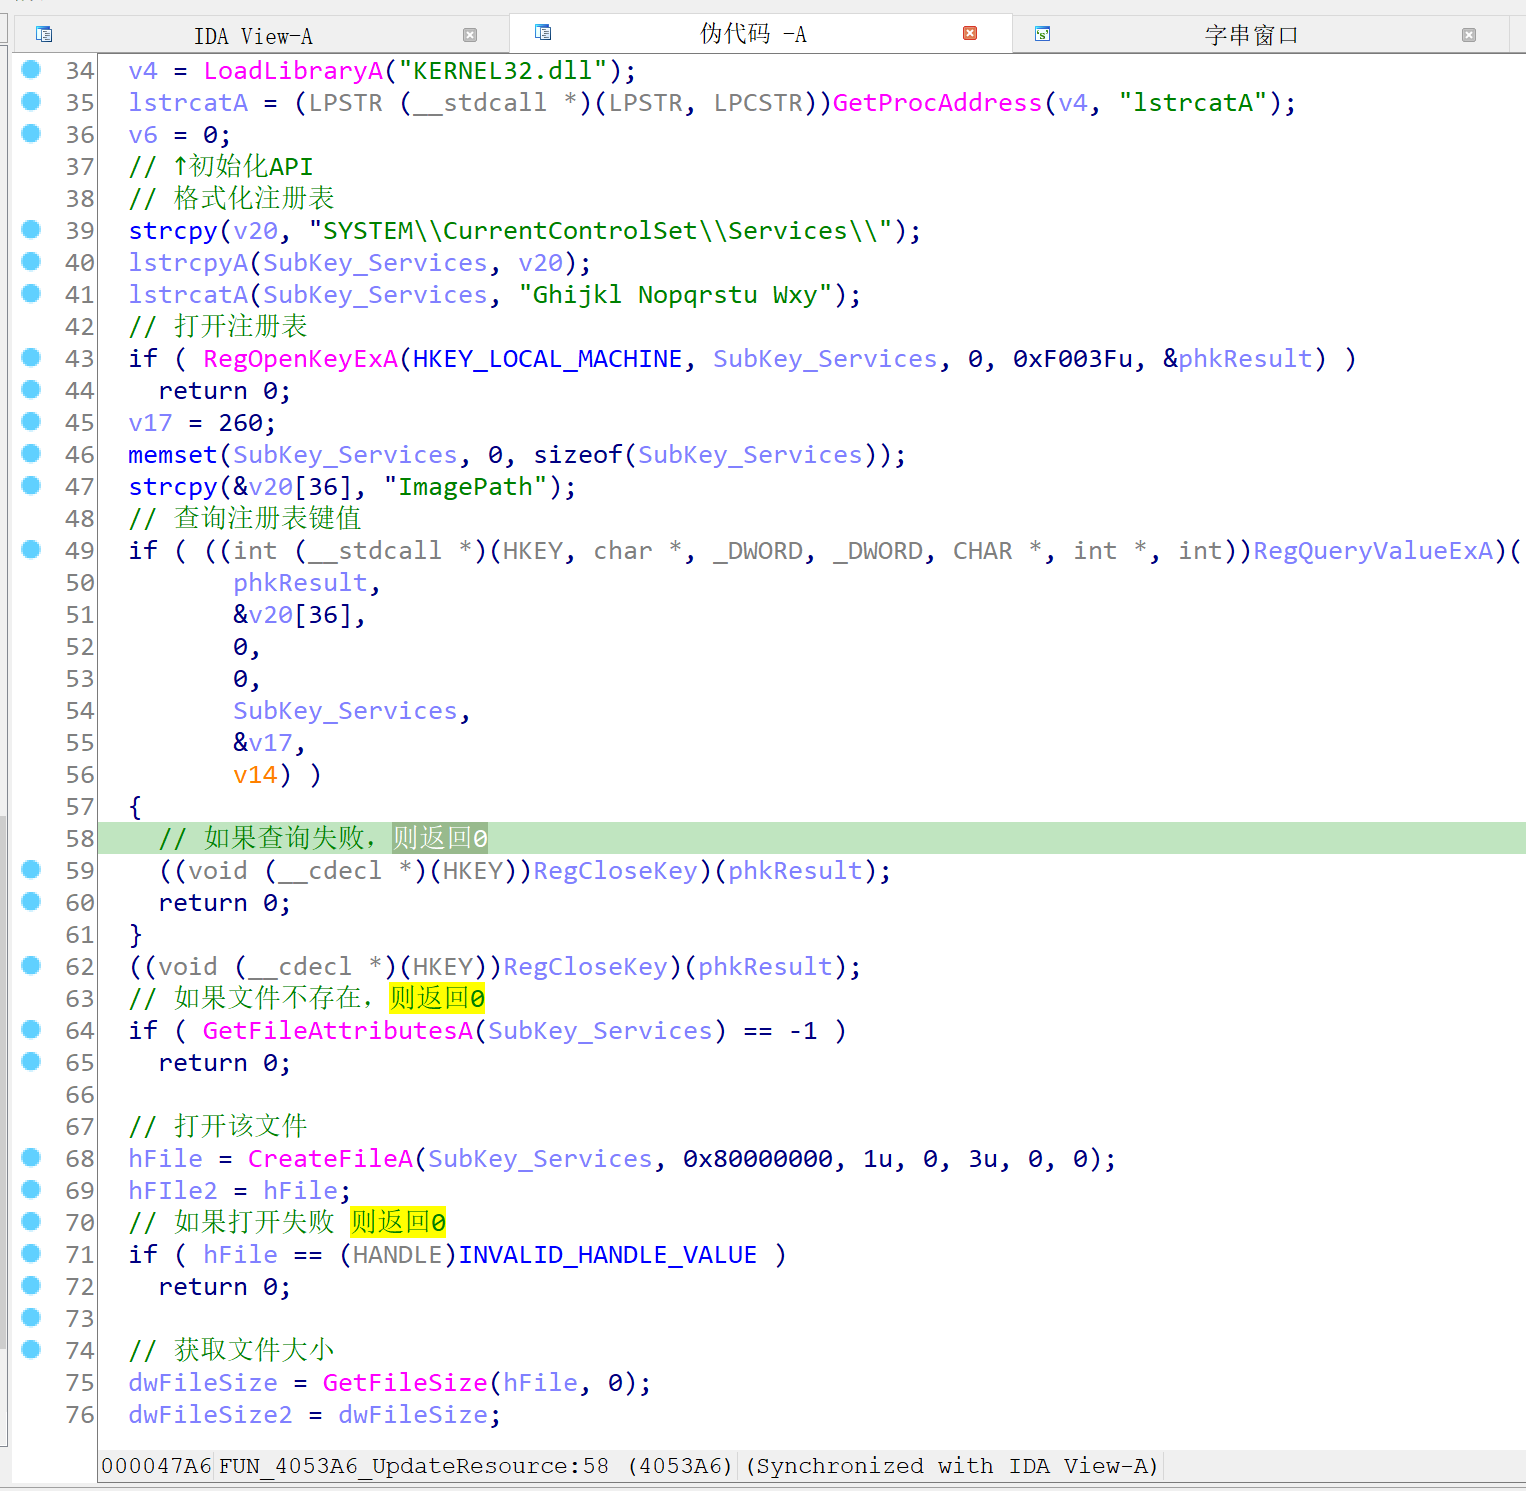 IDA View-A
伪代码 -A
字串窗口
34 v4 = LoadLibraryA("KERNEL32.dll");
35 lstrcatA = (LPSTR (__stdcall *)(LPSTR, LPCSTR))GetProcAddress(v4, "lstrcatA");
36 v6 = 0;
37 // ↑初始化API
38 // 格式化注册表
39 strcpy(v20, "SYSTEM\\CurrentControlSet\\Services\\");
40 lstrcpyA(SubKey_Services, v20);
41 lstrcatA(SubKey_Services, "Ghijkl Nopqrstu Wxy");
42 // 打开注册表
43 if ( RegOpenKeyExA(HKEY_LOCAL_MACHINE, SubKey_Services, 0, 0xF003Fu, &phkResult) )
44 return 0;
45 v17 = 260;
46 memset(SubKey_Services, 0, sizeof(SubKey_Services));
47 strcpy(&v20[36], "ImagePath");
48 // 查询注册表键值
49 if ( ((int (__stdcall *)(HKEY, char *, _DWORD, _DWORD, CHAR *, int *, int))RegQueryValueExA)(
50 phkResult,
51 &v20[36],
52 0,
53 0,
54 SubKey_Services,
55 &v17,
56 v14) )
57 {
58 // 如果查询失败，则返回0
59 ((void (__cdecl *)(HKEY))RegCloseKey)(phkResult);
60 return 0;
61 }
62 ((void (__cdecl *)(HKEY))RegCloseKey)(phkResult);
63 // 如果文件不存在，则返回0
64 if ( GetFileAttributesA(SubKey_Services) == -1 )
65 return 0;
66
67 // 打开该文件
68 hFile = CreateFileA(SubKey_Services, 0x80000000, 1u, 0, 3u, 0, 0);
69 hFIle2 = hFile;
70 // 如果打开失败 则返回0
71 if ( hFile == (HANDLE)INVALID_HANDLE_VALUE )
72 return 0;
73
74 // 获取文件大小
75 dwFileSize = GetFileSize(hFile, 0);
76 dwFileSize2 = dwFileSize;
000047A6 FUN_4053A6_UpdateResource:58 (4053A6) (Synchronized with IDA View-A)